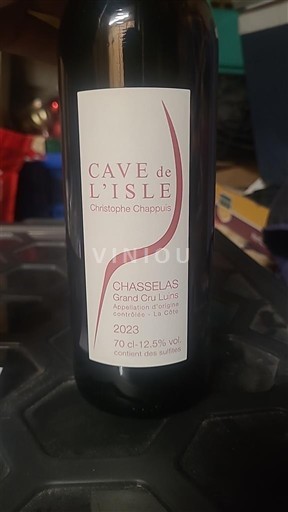 CAVE de
L'ISLE
Christophe Chappuis
VINIOU
CHASSELAS
Grand Cru Luins
Appellation d'origine
contrôlée - La Côte
2023
70 cl-12.5% vol.
contient des sulfites